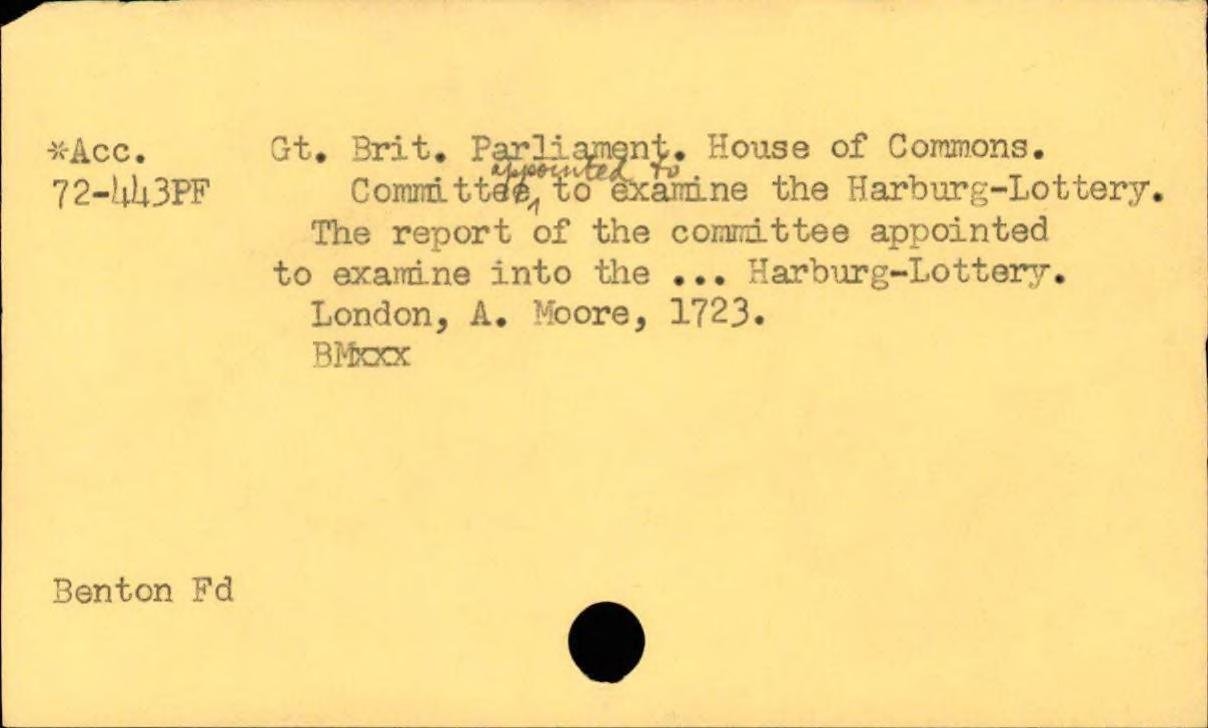 *Acc. Gt. Brit. Parliament. House of Commons.
appointed to
72-443PF Committee to examine the Harburg-Lottery.
The report of the committee appointed
to examine into the ... Harburg-Lottery.
London, A. Moore, 1723.
BMxxx
Benton Fd